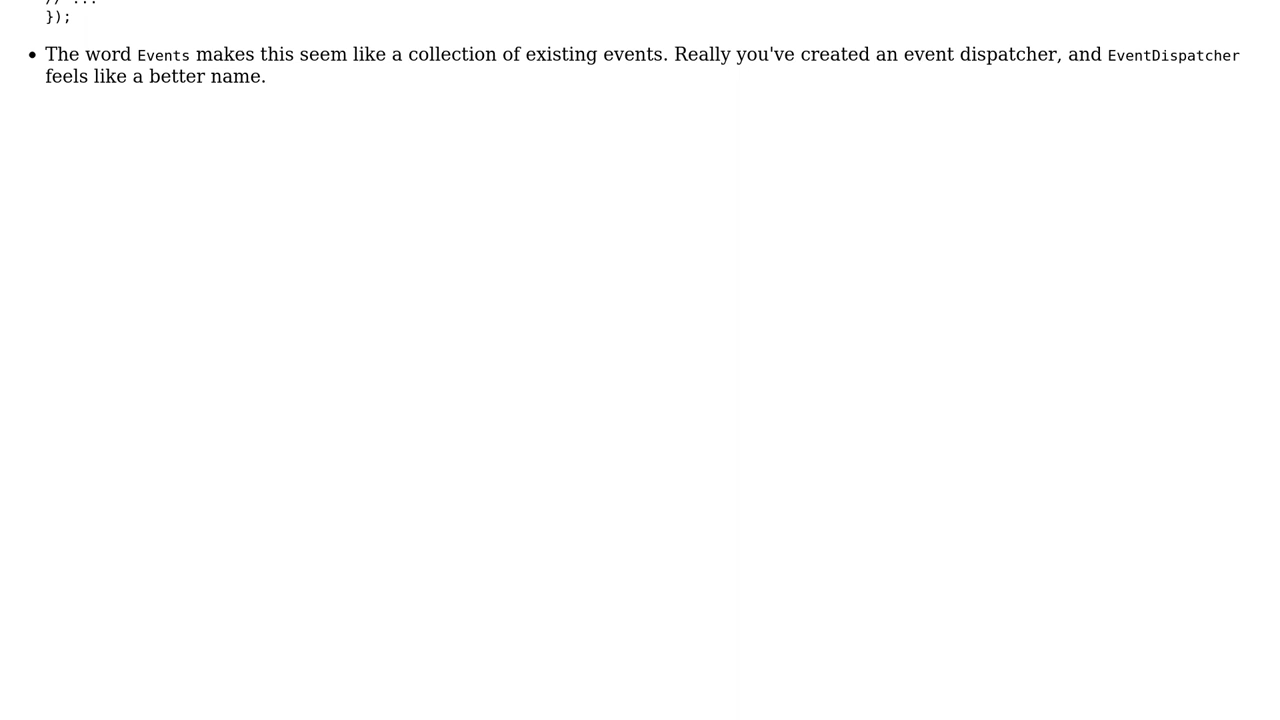 // ...
});
• The word Events makes this seem like a collection of existing events. Really you've created an event dispatcher, and EventDispatcher
feels like a better name.